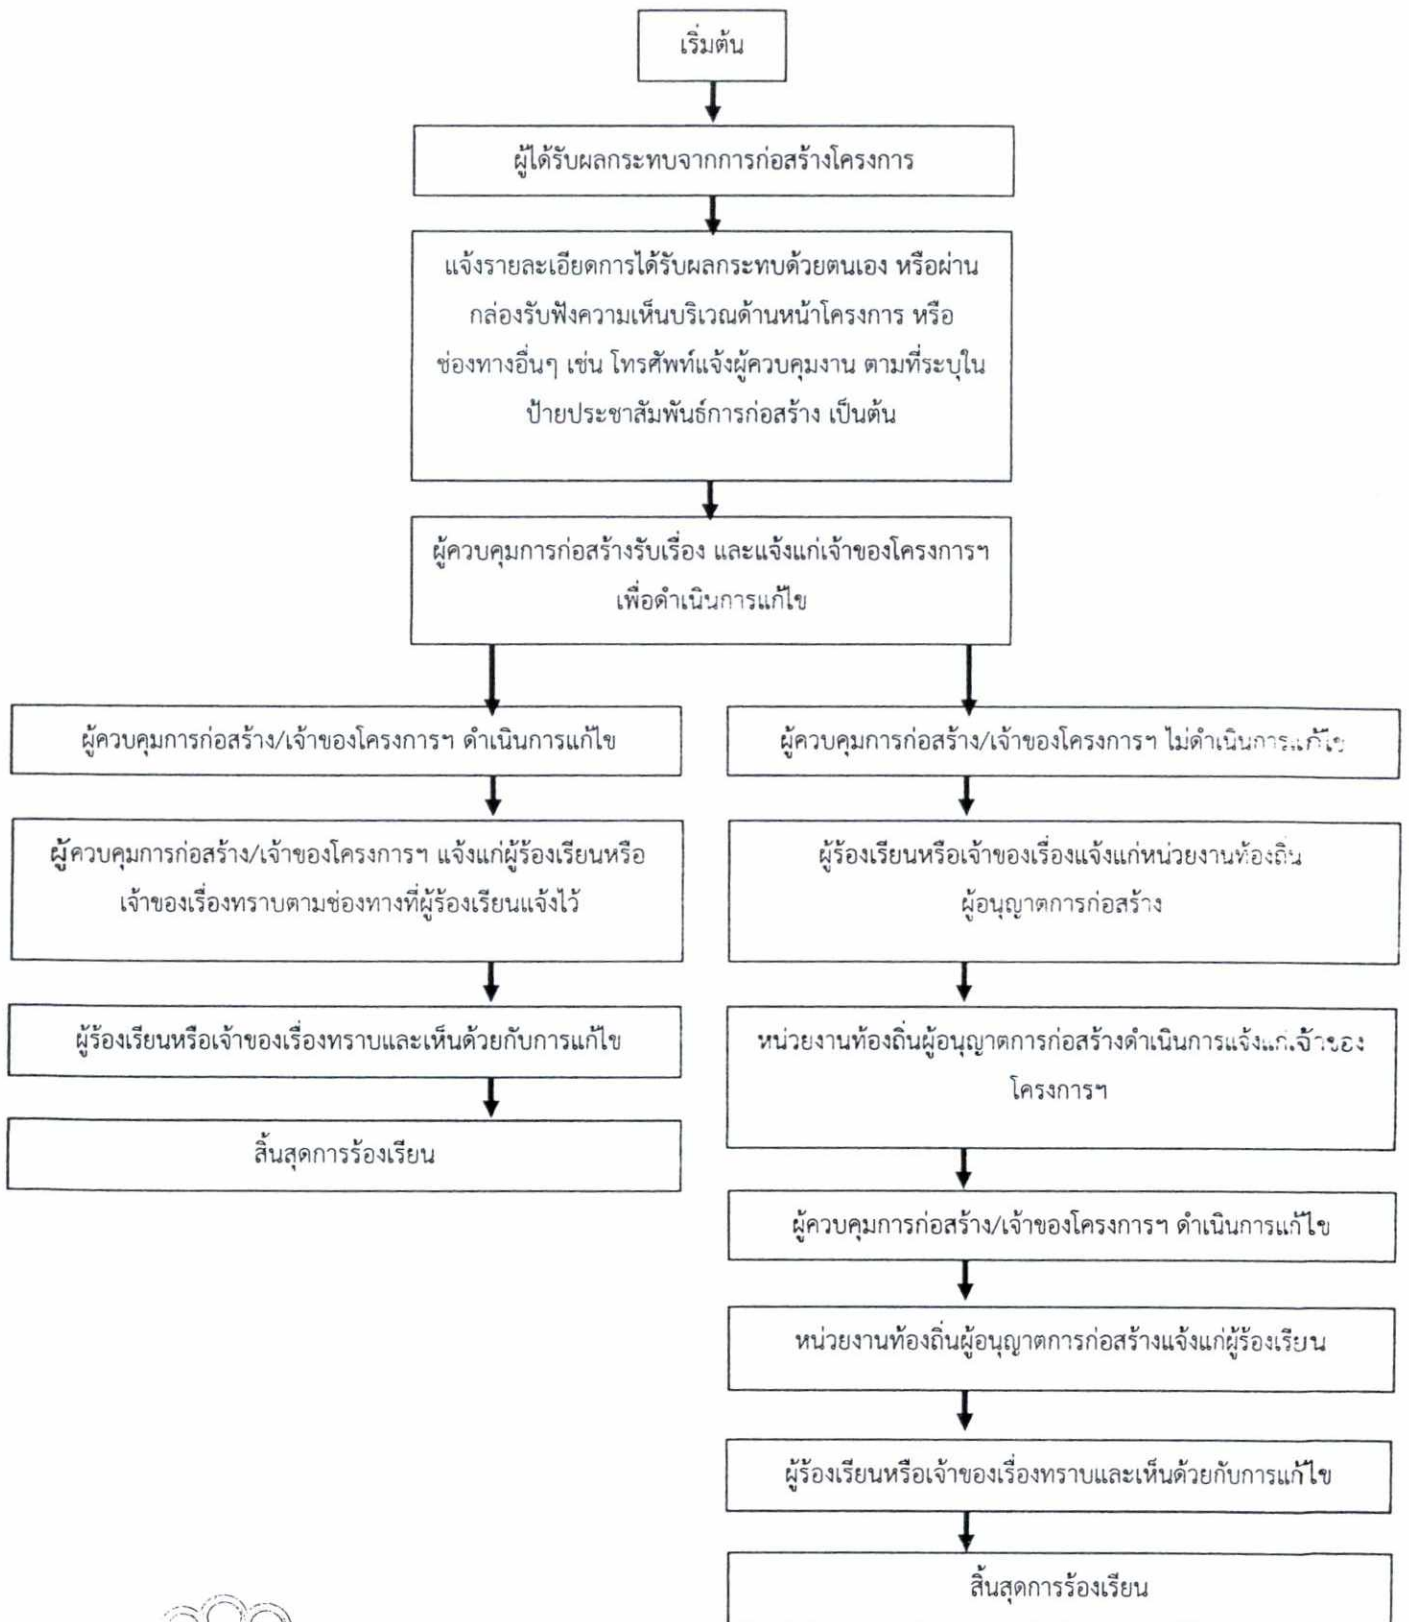 เริ่มต้น
ผู้ได้รับผลกระทบจากการก่อสร้างโครงการ
แจ้งรายละเอียดการได้รับผลกระทบด้วยตนเอง หรือผ่าน
กล่องรับฟังความเห็นบริเวณด้านหน้าโครงการ หรือ
ช่องทางอื่นๆ เช่น โทรศัพท์แจ้งผู้ควบคุมงาน ตามที่ระบุใน
ป้ายประชาสัมพันธ์การก่อสร้าง เป็นต้น
ผู้ควบคุมการก่อสร้างรับเรื่อง และแจ้งแก่เจ้าของโครงการฯ
เพื่อดำเนินการแก้ไข
ผู้ควบคุมการก่อสร้าง/เจ้าของโครงการฯ ดำเนินการแก้ไข
ผู้ควบคุมการก่อสร้าง/เจ้าของโครงการฯ แจ้งแก่ผู้ร้องเรียนหรือ
เจ้าของเรื่องทราบตามช่องทางที่ผู้ร้องเรียนแจ้งไว้
ผู้ร้องเรียนหรือเจ้าของเรื่องทราบและเห็นด้วยกับการแก้ไข
สิ้นสุดการร้องเรียน
ผู้ควบคุมการก่อสร้าง/เจ้าของโครงการฯ ไม่ดำเนินการแก้ไข
ผู้ร้องเรียนหรือเจ้าของเรื่องแจ้งแก่หน่วยงานท้องถิ่น
ผู้อนุญาตการก่อสร้าง
หน่วยงานท้องถิ่นผู้อนุญาตการก่อสร้างดำเนินการแจ้งแก่เจ้าของ
โครงการฯ
ผู้ควบคุมการก่อสร้าง/เจ้าของโครงการฯ ดำเนินการแก้ไข
หน่วยงานท้องถิ่นผู้อนุญาตการก่อสร้างแจ้งแก่ผู้ร้องเรียน
ผู้ร้องเรียนหรือเจ้าของเรื่องทราบและเห็นด้วยกับการแก้ไข
สิ้นสุดการร้องเรียน